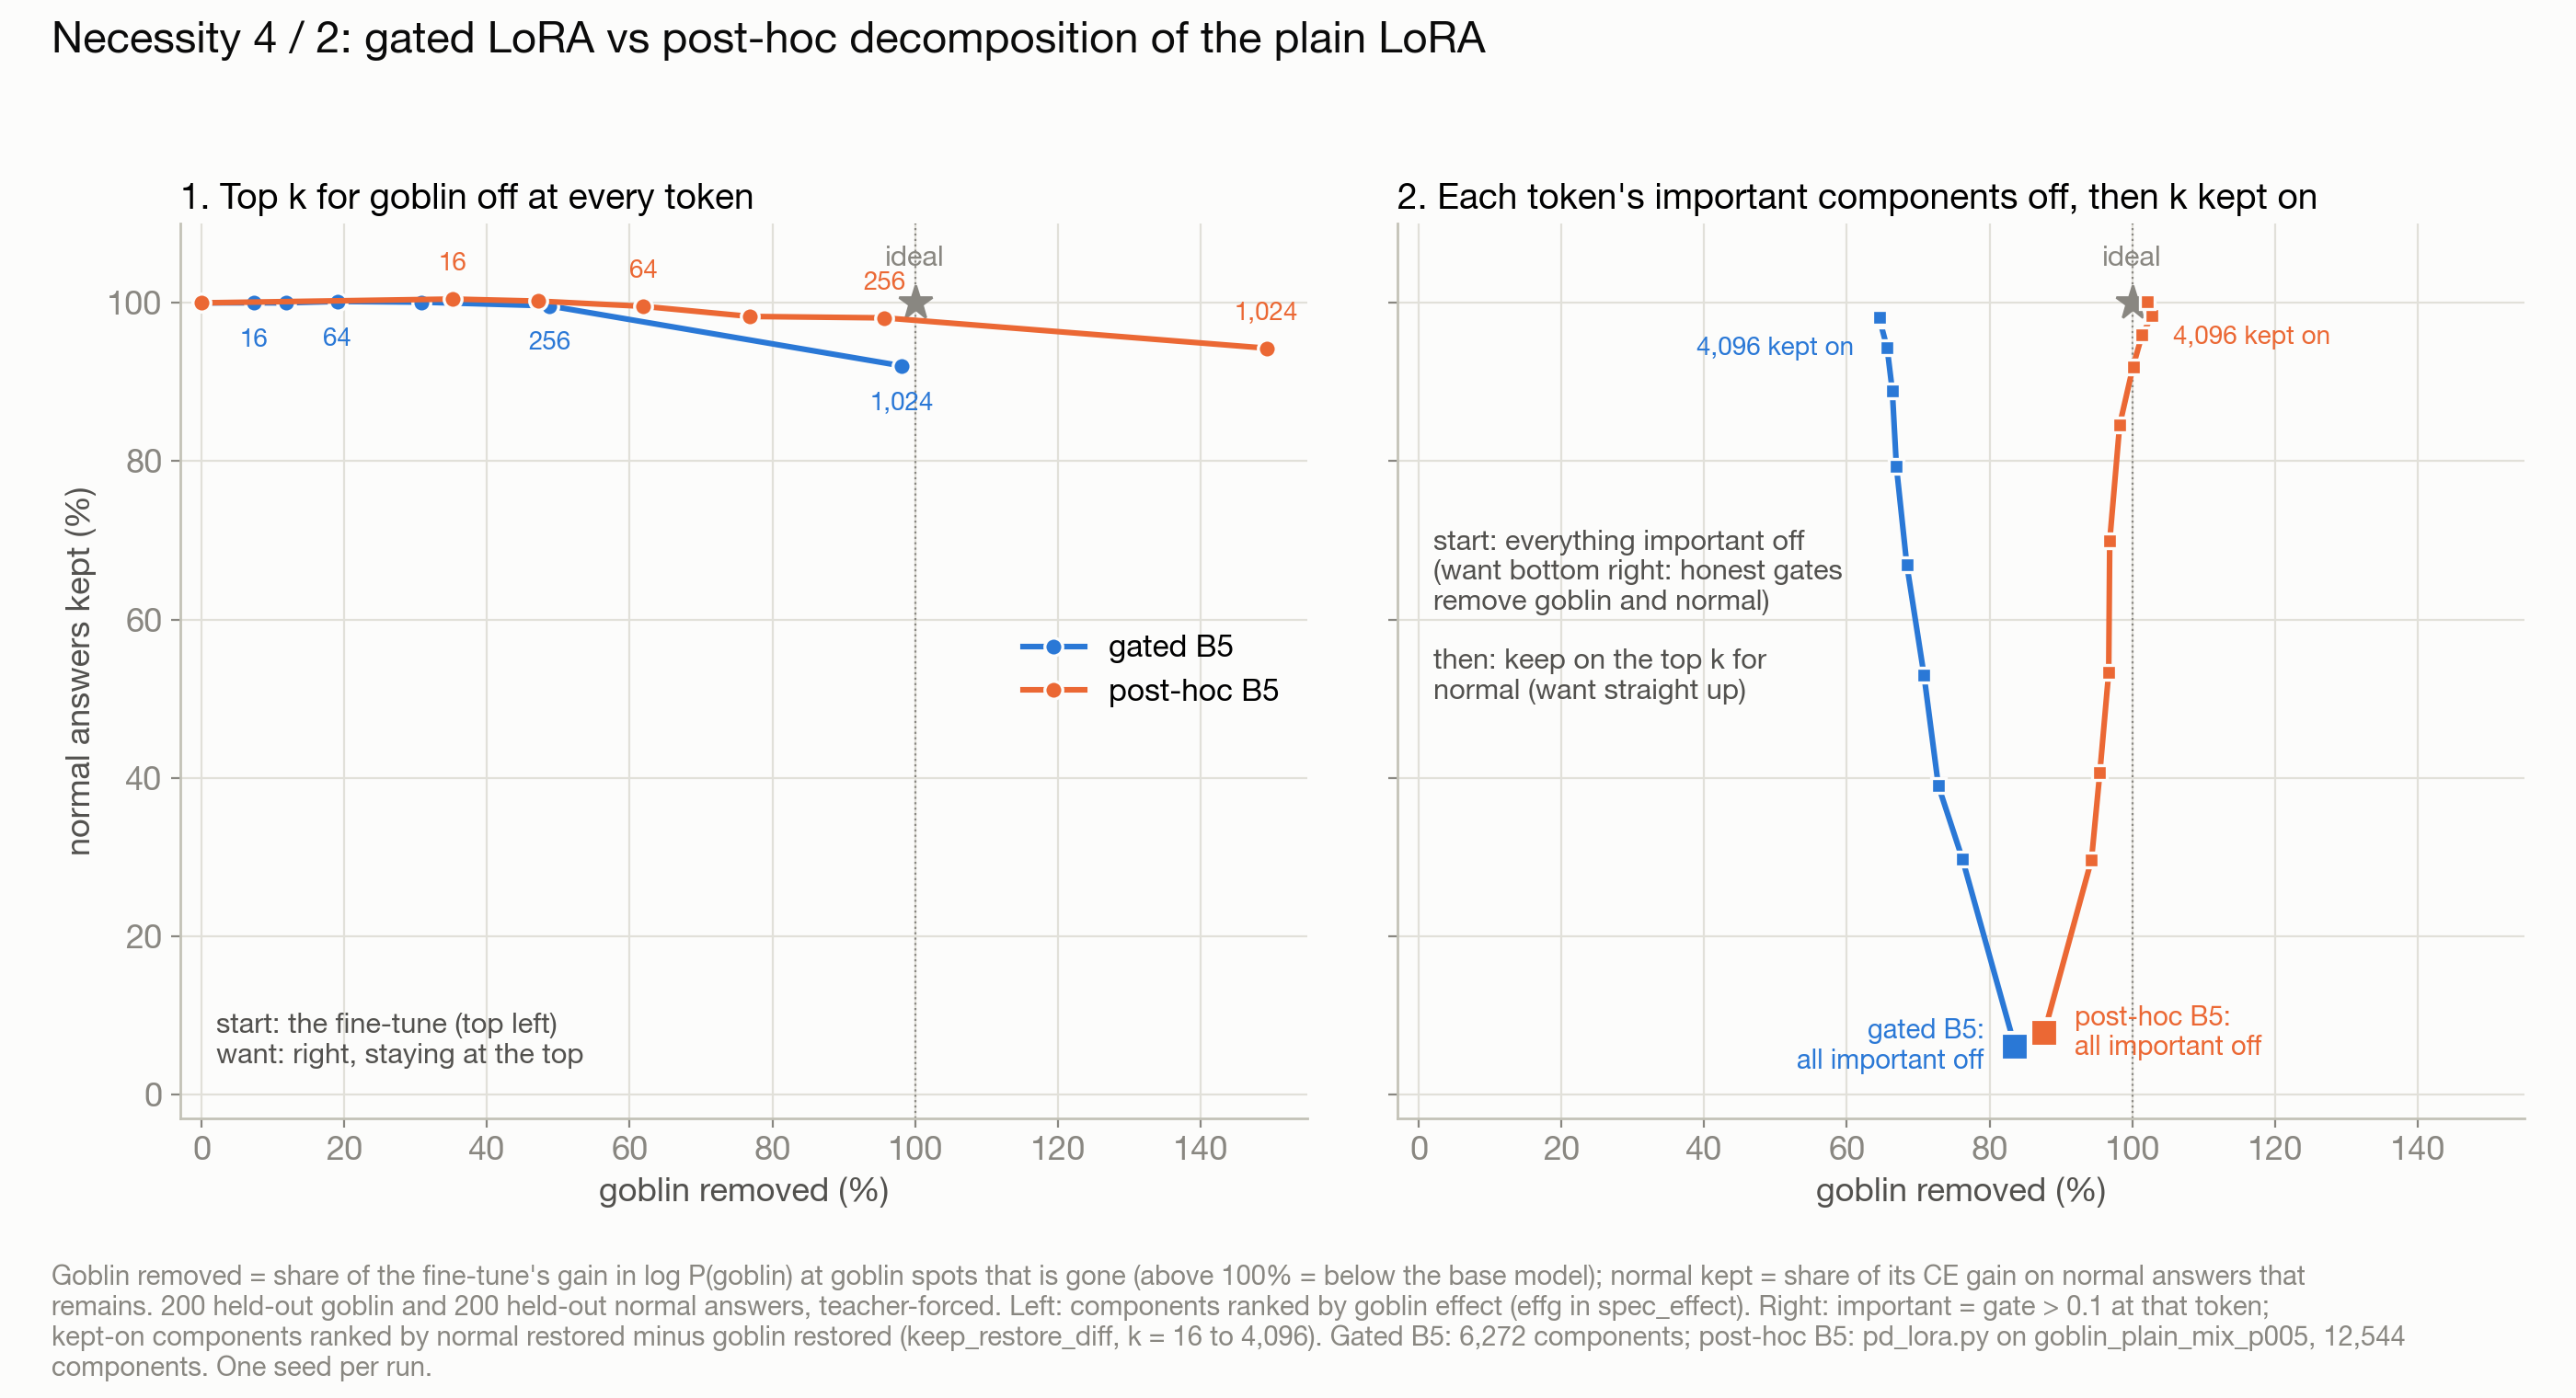 Necessity 4 / 2: gated LoRA vs post-hoc decomposition of the plain LoRA
1. Top k for goblin off at every token
normal answers kept (%)
100
80
60
40
20
0
16
64
256
ideal
1,024
16
64
256
1,024
gated B5
post-hoc B5
start: the fine-tune (top left)
want: right, staying at the top
0
20
40
60
80
100
120
140
goblin removed (%)
2. Each token's important components off, then k kept on
ideal
4,096 kept on
4,096 kept on
start: everything important off
(want bottom right: honest gates
remove goblin and normal)
then: keep on the top k for
normal (want straight up)
gated B5:
all important off
post-hoc B5:
all important off
0
20
40
60
80
100
120
140
goblin removed (%)
Goblin removed = share of the fine-tune's gain in log P(goblin) at goblin spots that is gone (above 100% = below the base model); normal kept = share of its CE gain on normal answers that
remains. 200 held-out goblin and 200 held-out normal answers, teacher-forced. Left: components ranked by goblin effect (effg in spec_effect). Right: important = gate > 0.1 at that token;
kept-on components ranked by normal restored minus goblin restored (keep_restore_diff, k = 16 to 4,096). Gated B5: 6,272 components; post-hoc B5: pd_lora.py on goblin_plain_mix_p005, 12,544
components. One seed per run.